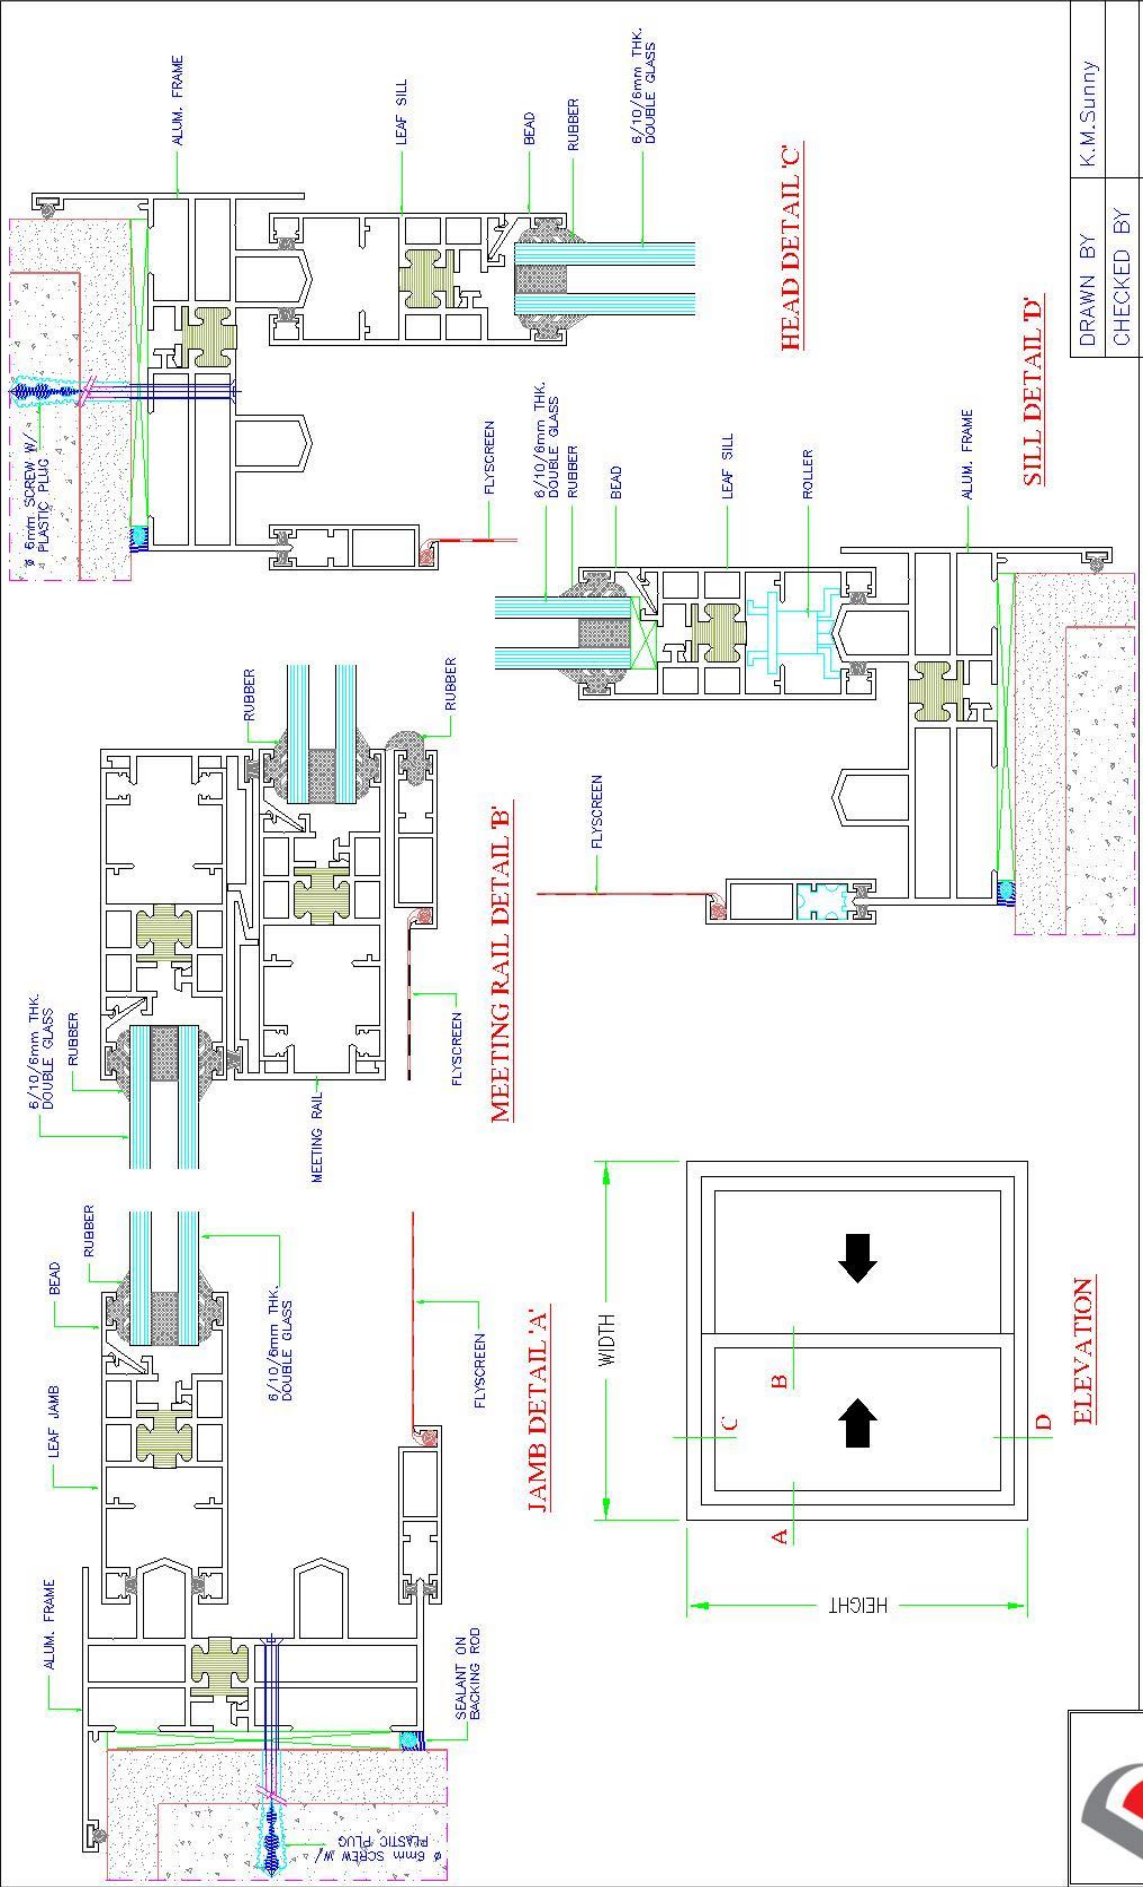 ALUM. FRAME
LEAF JAMB
BEAD
RUBBER
6/10/6mm THK.
DOUBLE GLASS
FLYSCREEN
SEALANT ON
BACKING ROD
ø 6mm SCREW W/
PLASTIC PLUG
JAMB DETAIL 'A'
6/10/6mm THK.
DOUBLE GLASS
RUBBER
MEETING RAIL
FLYSCREEN
RUBBER
RUBBER
MEETING RAIL DETAIL 'B'
ø 6mm SCREW W/
PLASTIC PLUG
ALUM. FRAME
LEAF SILL
BEAD
RUBBER
6/10/6mm THK.
DOUBLE GLASS
FLYSCREEN
HEAD DETAIL 'C'
WIDTH
HEIGHT
A
B
C
D
ELEVATION
FLYSCREEN
6/10/6mm THK.
DOUBLE GLASS
RUBBER
BEAD
LEAF SILL
ROLLER
ALUM. FRAME
SILL DETAIL 'D'
DRAWN BY K.M.Sunny
CHECKED BY